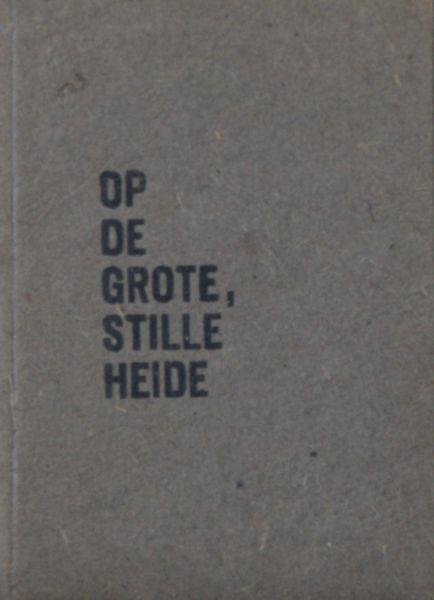 OP
DE
GROTE,
STILLE
HEIDE